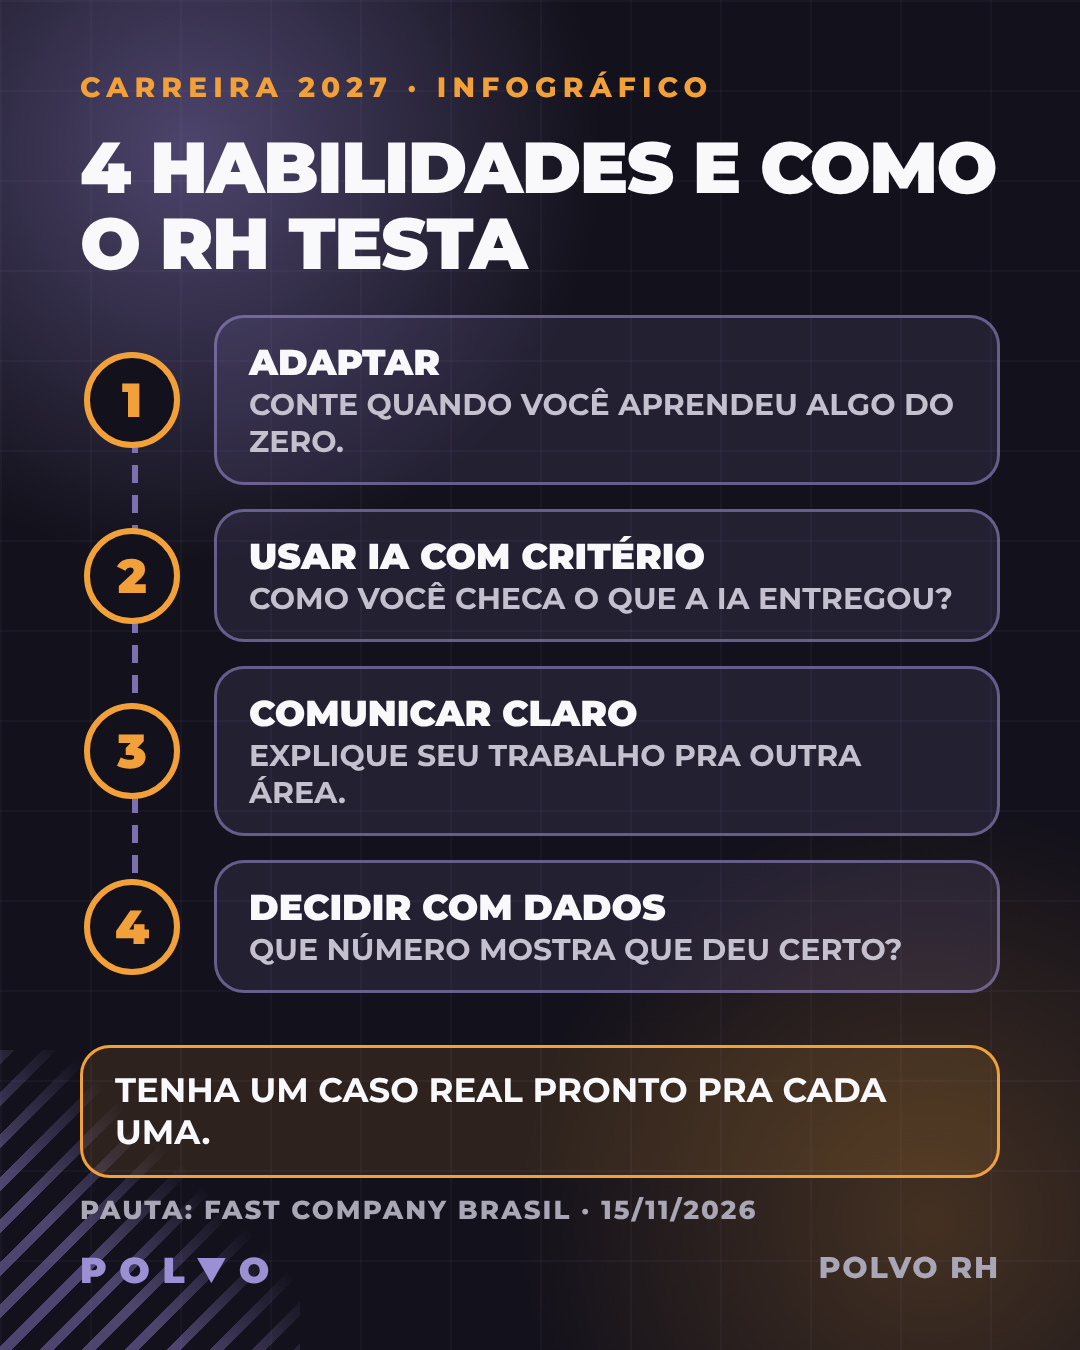 CARREIRA 2027 · INFOGRÁFICO
4 HABILIDADES E COMO
O RH TESTA
1
ADAPTAR
CONTE QUANDO VOCÊ APRENDEU ALGO DO
ZERO.
2
USAR IA COM CRITÉRIO
COMO VOCÊ CHECA O QUE A IA ENTREGOU?
3
COMUNICAR CLARO
EXPLIQUE SEU TRABALHO PRA OUTRA
ÁREA.
4
DECIDIR COM DADOS
QUE NÚMERO MOSTRA QUE DEU CERTO?
TENHA UM CASO REAL PRONTO PRA CADA
UMA.
PAUTA: FAST COMPANY BRASIL · 15/11/2026
POLVO
POLVO RH